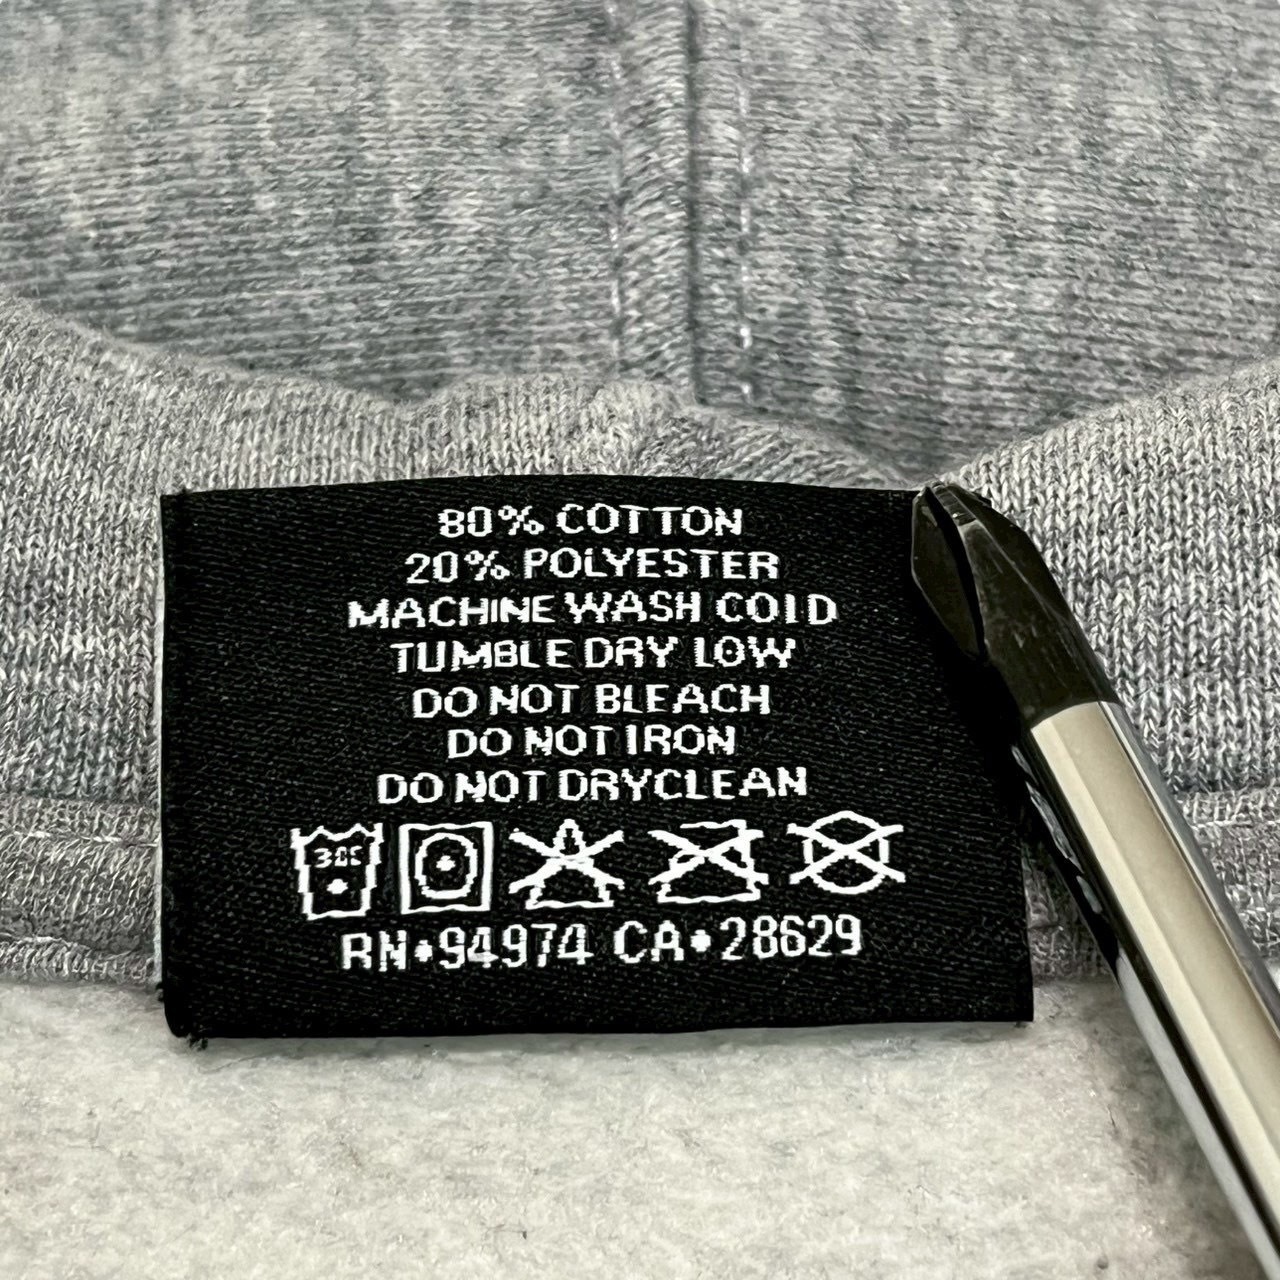 80% COTTON
20% POLYESTER
MACHINE WASH COLD
TUMBLE DRY LOW
DO NOT BLEACH
DO NOT IRON
DO NOT DRYCLEAN
RN•94974 CA•28629